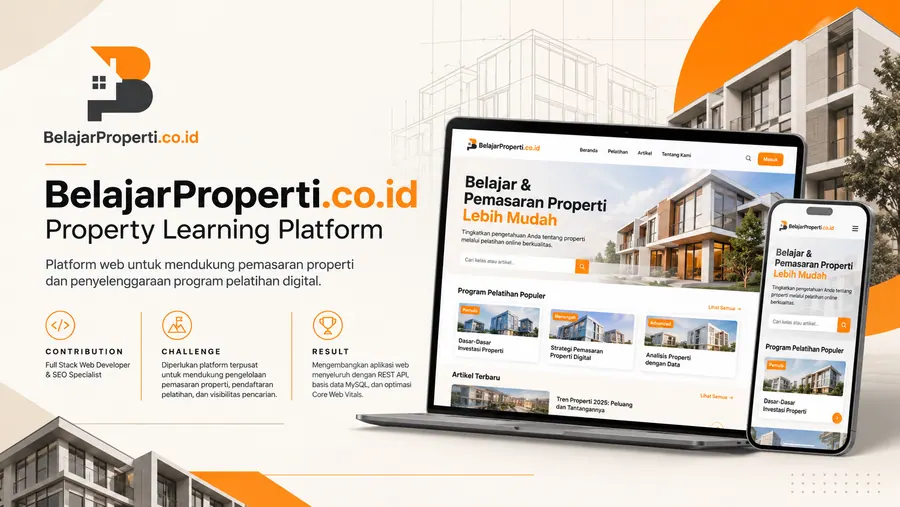 BelajarProperti.co.id
BelajarProperti.co.id
Property Learning Platform
Platform web untuk mendukung pemasaran properti
dan penyelenggaraan program pelatihan digital.
CONTRIBUTION
Full Stack Web Developer
& SEO Specialist
CHALLENGE
Diperlukan platform terpusat
untuk mendukung pengelolaan
pemasaran properti, pendaftaran
pelatihan, dan visibilitas pencarian.
RESULT
Mengembangkan aplikasi web
menyeluruh dengan REST API,
basis data MySQL, dan optimasi
Core Web Vitals.
BelajarProperti.co.id
Beranda
Pelatihan
Artikel
Tentang Kami
Masuk
Belajar &
Pemasaran Properti
Lebih Mudah
Tingkatkan pengetahuan Anda tentang properti
melalui pelatihan online berkualitas.
Cari kelas atau artikel...
Program Pelatihan Populer
Lihat Semua →
Pemula
Dasar-Dasar
Investasi Properti
Menengah
Strategi Pemasaran
Properti Digital
Advanced
Analisis Properti
dengan Data
Artikel Terbaru
Lihat Semua →
Tren Properti 2025: Peluang
dan Tantangannya
BelajarProperti.co.id
Belajar &
Pemasaran Properti
Lebih Mudah
Tingkatkan pengetahuan Anda tentang
properti melalui pelatihan online
berkualitas.
Cari kelas atau artikel...
Program Pelatihan Populer
Pemula
Dasar-Dasar
Investasi Properti